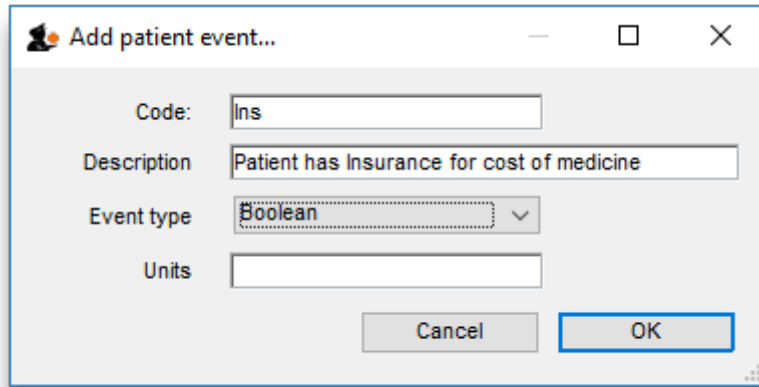 Add patient event...
Code: Ins
Description Patient has Insurance for cost of medicine
Event type Boolean
Units
Cancel OK